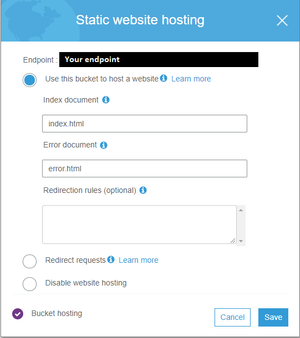 Static website hosting
Endpoint : Your endpoint
Use this bucket to host a website Learn more
Index document
index.html
Error document
error.html
Redirection rules (optional)
Redirect requests Learn more
Disable website hosting
Bucket hosting
Cancel Save